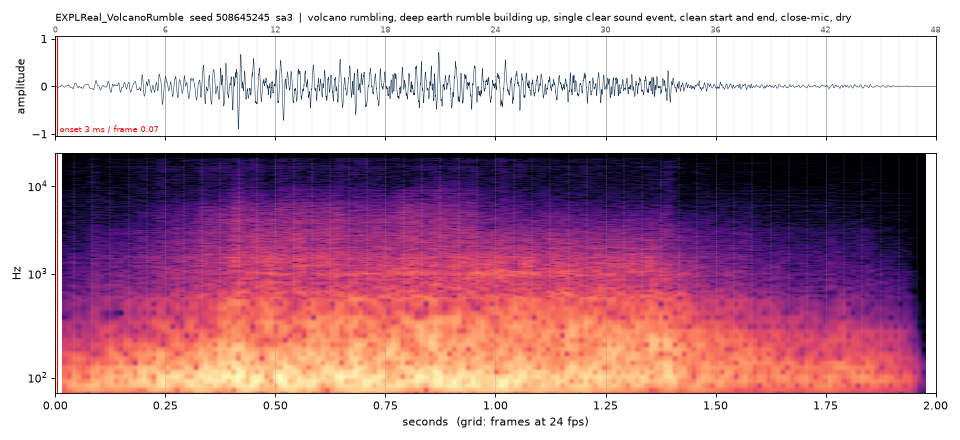 EXPLReal_VolcanoRumble  seed 508645245  sa3  |  volcano rumbling, deep earth rumble building up, single clear sound event, clean start and end, close-mic, dry
0 6 12 18 24 30 36 42 48
1
0
−1
amplitude
onset 3 ms / frame 0.07
10⁴
10³
10²
Hz
0.00 0.25 0.50 0.75 1.00 1.25 1.50 1.75 2.00
seconds  (grid: frames at 24 fps)